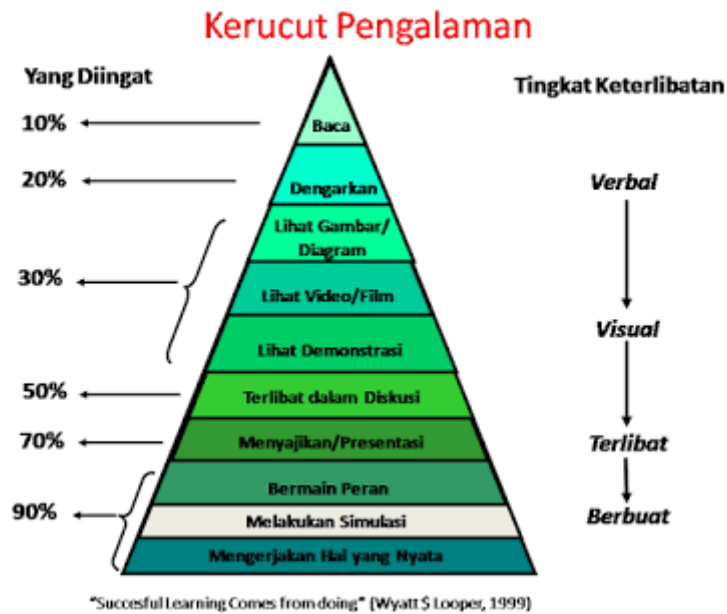 Kerucut Pengalaman
Yang Diingat
Tingkat Keterlibatan
10%
Baca
20%
Dengarkan
Verbal
Lihat Gambar/
Diagram
30%
Lihat Video/Film
Visual
Lihat Demonstrasi
50%
Terlibat dalam Diskusi
70%
Menyajikan/Presentasi
Terlibat
Bermain Peran
90%
Melakukan Simulasi
Berbuat
Mengerjakan Hal yang Nyata
"Succesful Learning Comes from doing" (Wyatt $ Looper, 1999)